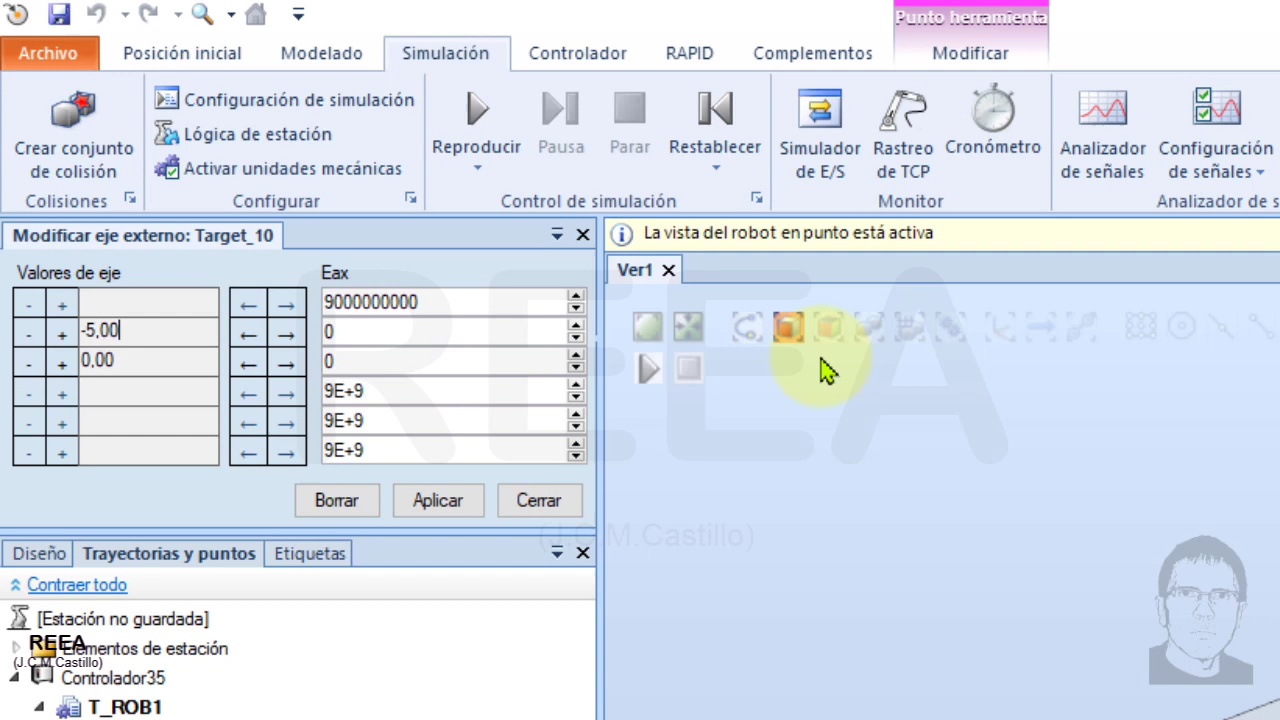 Punto herramienta
Archivo
Posición inicial
Modelado
Simulación
Controlador
RAPID
Complementos
Modificar
Crear conjunto
de colisión
Colisiones
Configuración de simulación
Lógica de estación
Activar unidades mecánicas
Configurar
Reproducir
Pausa
Parar
Restablecer
Control de simulación
Simulador
de E/S
Rastreo
de TCP
Cronómetro
Monitor
Analizador
de señales
Configuración
de señales
Analizador de s
Modificar eje externo: Target_10
La vista del robot en punto está activa
Ver1
Valores de eje
Eax
- + 9000000000
- + -5,00 0
- + 0,00 0
- + 9E+9
- + 9E+9
- + 9E+9
Borrar
Aplicar
Cerrar
REEA
(J.C.M.Castillo)
Diseño
Trayectorias y puntos
Etiquetas
Contraer todo
[Estación no guardada]
Elementos de estación
REEA
(J.C.M.Castillo)
Controlador35
T_ROB1